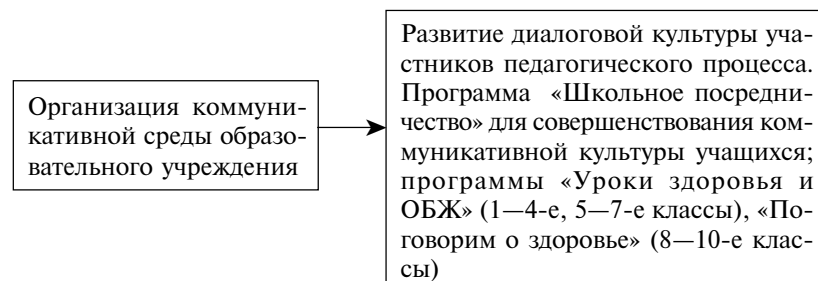 Организация коммуни-
кативной среды образо-
вательного учреждения
Развитие диалоговой культуры уча-
стников педагогического процесса.
Программа «Школьное посредни-
чество» для совершенствования ком-
муникативной культуры учащихся;
программы «Уроки здоровья и
ОБЖ» (1—4-е, 5—7-е классы), «По-
говорим о здоровье» (8—10-е клас-
сы)